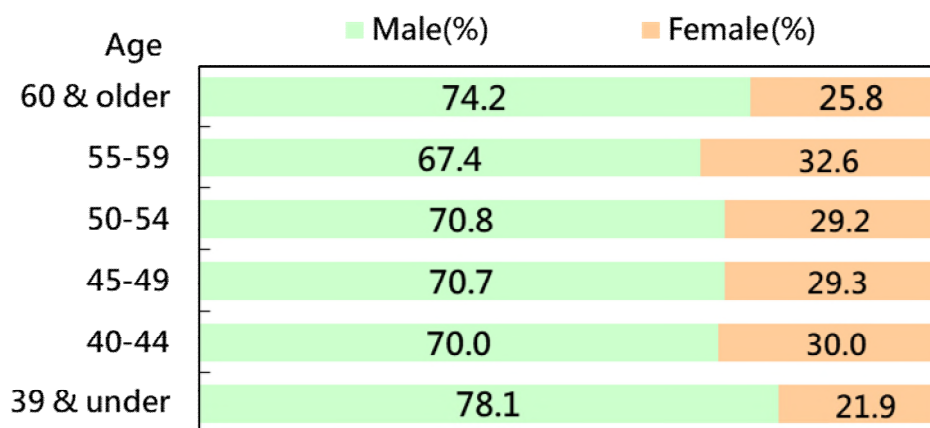 Male(%) Female(%)
Age
60 & older 74.2 25.8
55-59 67.4 32.6
50-54 70.8 29.2
45-49 70.7 29.3
40-44 70.0 30.0
39 & under 78.1 21.9